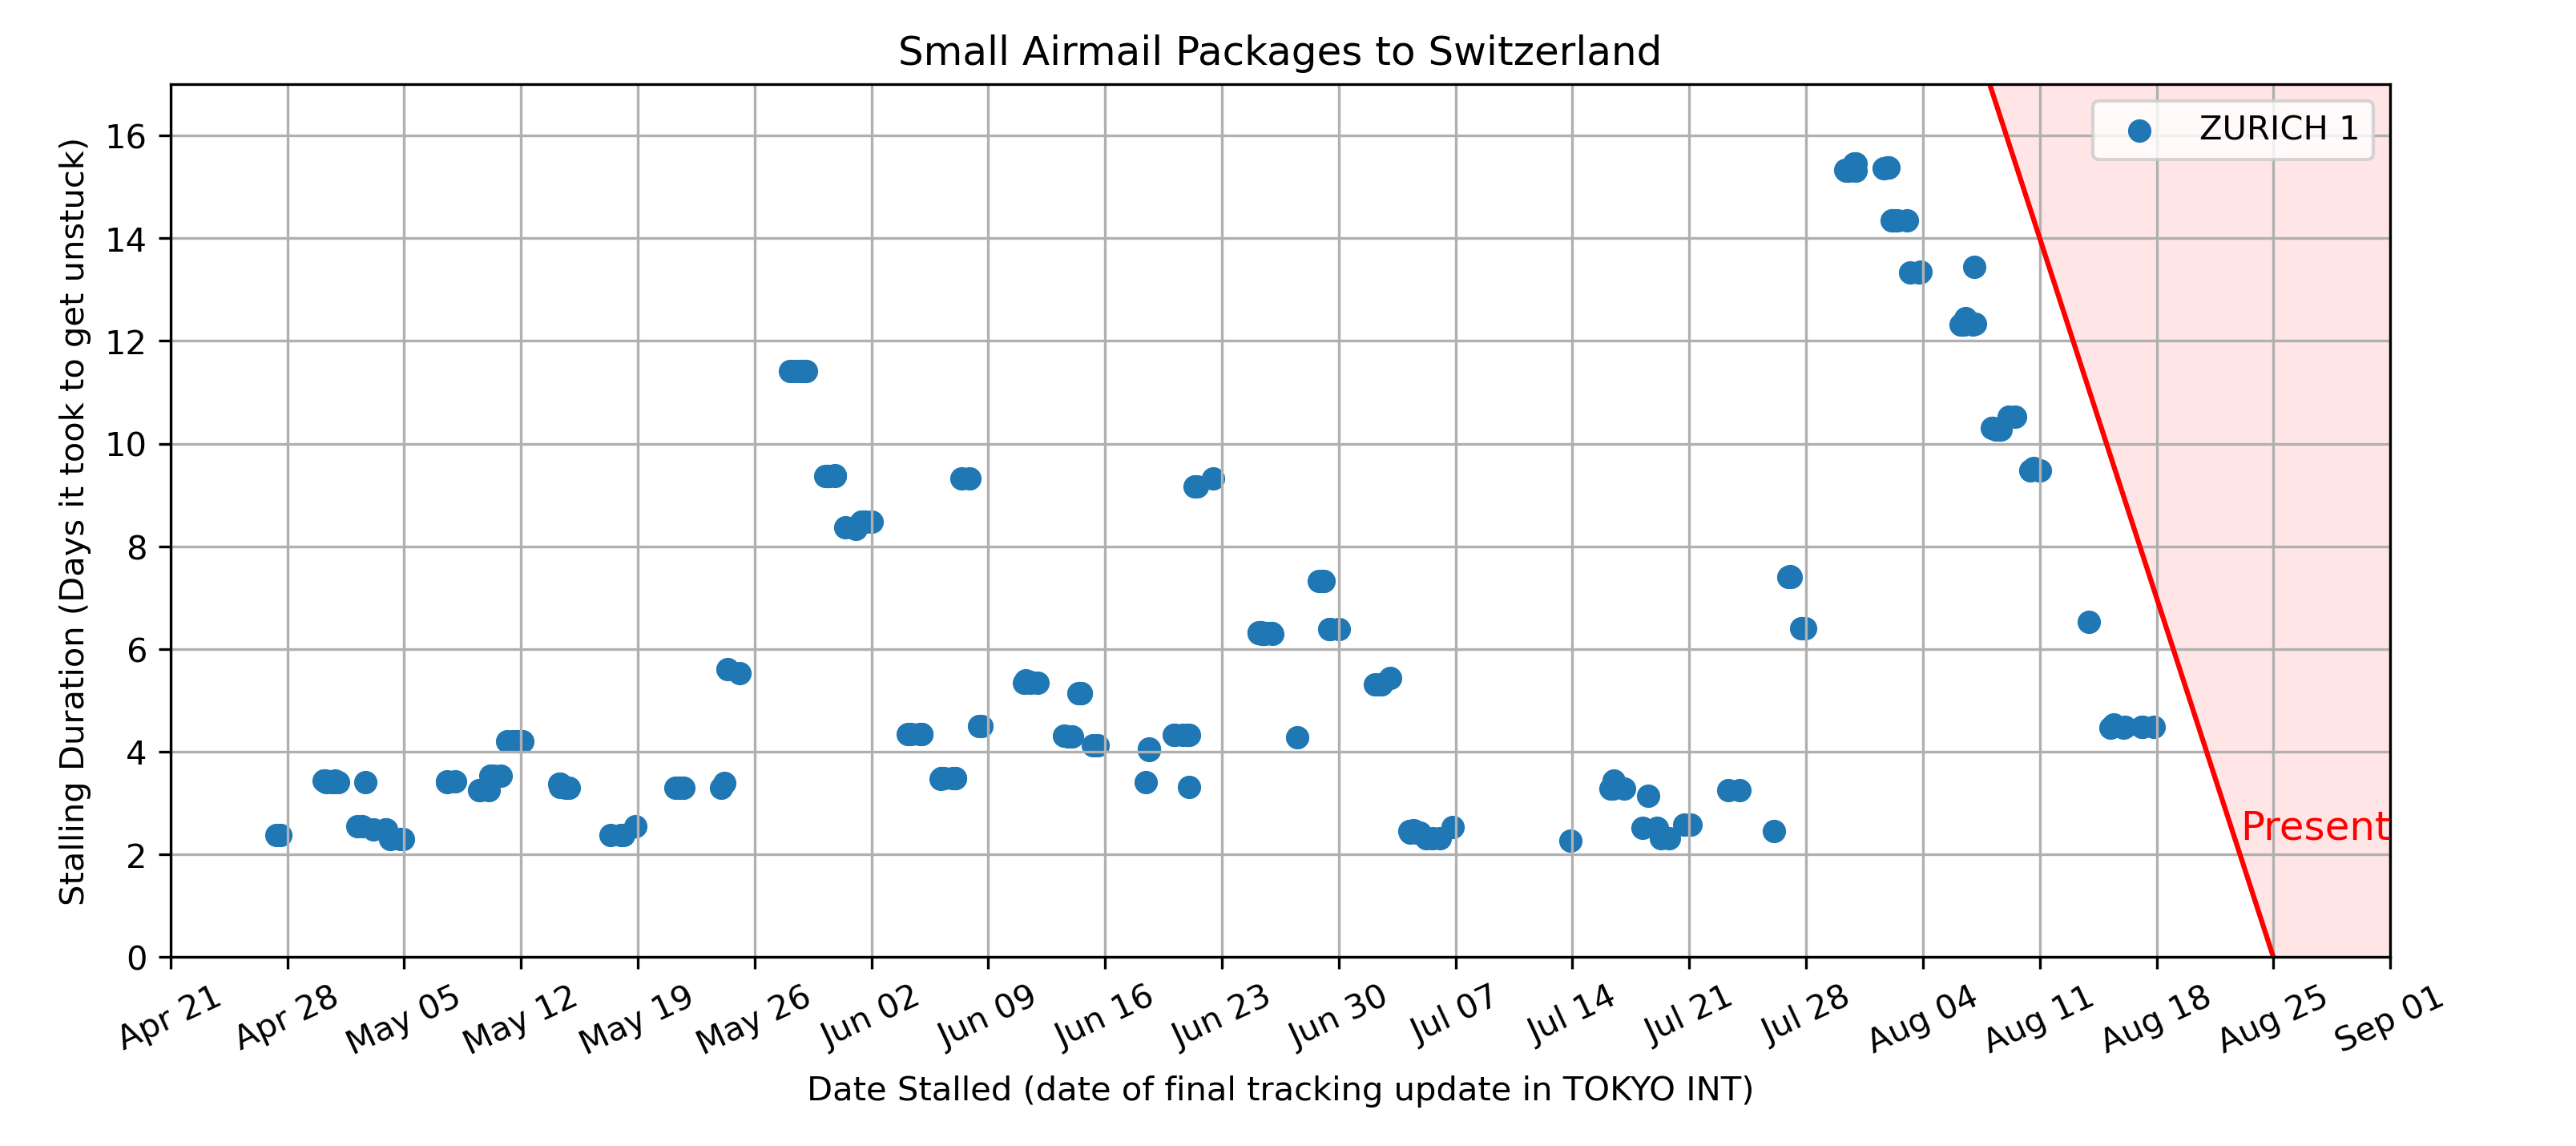 Small Airmail Packages to Switzerland
ZURICH 1
Stalling Duration (Days it took to get unstuck)
16
14
12
10
8
6
4
2
0
Present
Apr 21
Apr 28
May 05
May 12
May 19
May 26
Jun 02
Jun 09
Jun 16
Jun 23
Jun 30
Jul 07
Jul 14
Jul 21
Jul 28
Aug 04
Aug 11
Aug 18
Aug 25
Sep 01
Date Stalled (date of final tracking update in TOKYO INT)